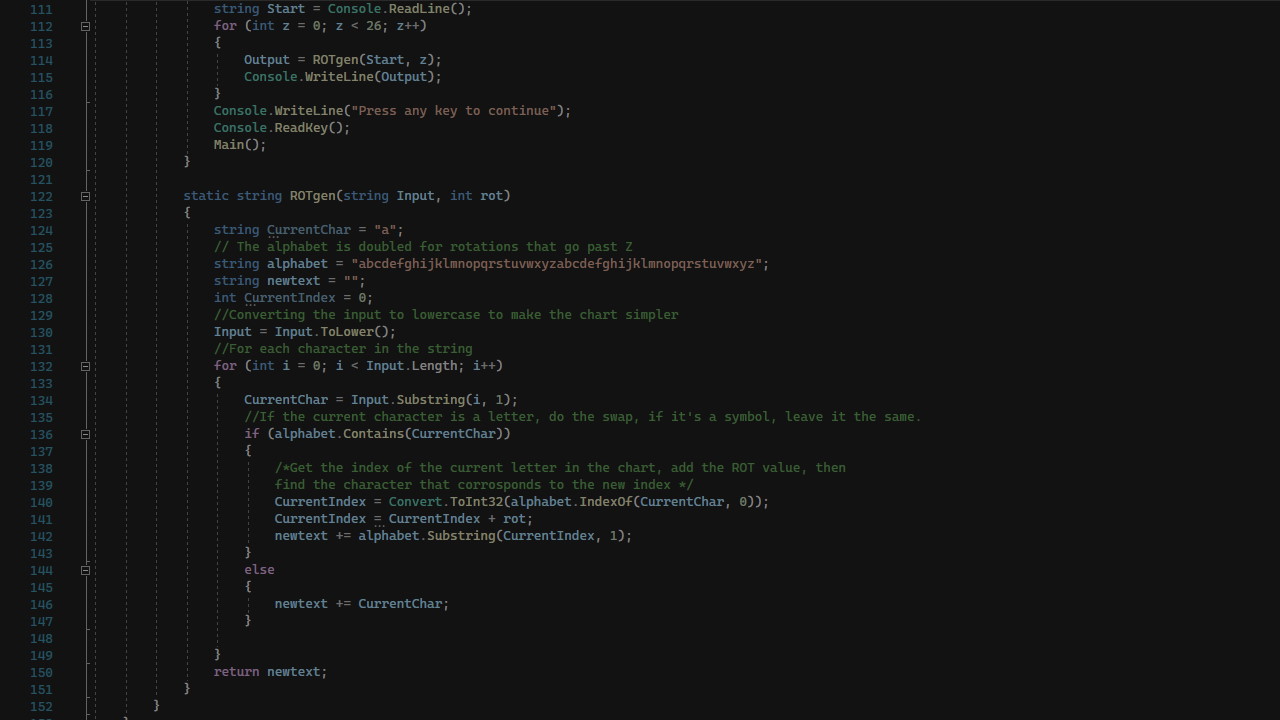 111 string Start = Console.ReadLine();
112 for (int z = 0; z < 26; z++)
113 {
114 Output = ROTgen(Start, z);
115 Console.WriteLine(Output);
116 }
117 Console.WriteLine("Press any key to continue");
118 Console.ReadKey();
119 Main();
120 }
121
122 static string ROTgen(string Input, int rot)
123 {
124 string CurrentChar = "a";
125 // The alphabet is doubled for rotations that go past Z
126 string alphabet = "abcdefghijklmnopqrstuvwxyzabcdefghijklmnopqrstuvwxyz";
127 string newtext = "";
128 int CurrentIndex = 0;
129 //Converting the input to lowercase to make the chart simpler
130 Input = Input.ToLower();
131 //For each character in the string
132 for (int i = 0; i < Input.Length; i++)
133 {
134 CurrentChar = Input.Substring(i, 1);
135 //If the current character is a letter, do the swap, if it's a symbol, leave it the same.
136 if (alphabet.Contains(CurrentChar))
137 {
138 /*Get the index of the current letter in the chart, add the ROT value, then
139 find the character that corrosponds to the new index */
140 CurrentIndex = Convert.ToInt32(alphabet.IndexOf(CurrentChar, 0));
141 CurrentIndex = CurrentIndex + rot;
142 newtext += alphabet.Substring(CurrentIndex, 1);
143 }
144 else
145 {
146 newtext += CurrentChar;
147 }
148
149 }
150 return newtext;
151 }
152 }